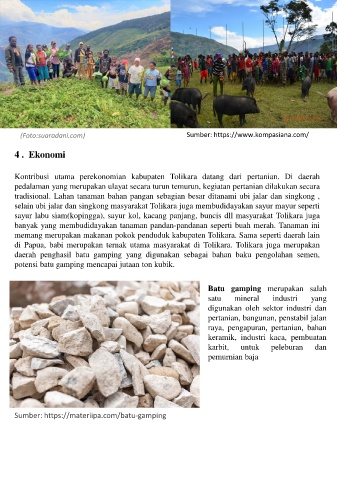 (Foto:suaradani.com)
Sumber: https://www.kompasiana.com/
4 . Ekonomi
Kontribusi utama perekonomian kabupaten Tolikara datang dari pertanian. Di daerah
pedalaman yang merupakan ulayat secara turun temurun, kegiatan pertanian dilakukan secara
tradisional. Lahan tanaman bahan pangan sebagian besar ditanami ubi jalar dan singkong ,
selain ubi jalar dan singkong masyarakat Tolikara juga membudidayakan sayur mayur seperti
sayur labu siam(kopingga), sayur kol, kacang panjang, buncis dll masyarakat Tolikara juga
banyak yang membudidayakan tanaman pandan-pandanan seperti buah merah. Tanaman ini
memang merupakan makanan pokok penduduk kabupaten Tolikara. Sama seperti daerah lain
di Papua, babi merupakan ternak utama masyarakat di Tolikara. Tolikara juga merupakan
daerah penghasil batu gamping yang digunakan sebagai bahan baku pengolahan semen,
potensi batu gamping mencapai jutaan ton kubik.
Batu gamping merupakan salah
satu mineral industri yang
digunakan oleh sektor industri dan
pertanian, bangunan, penstabil jalan
raya, pengapuran, pertanian, bahan
keramik, industri kaca, pembuatan
karbit, untuk peleburan dan
pemurnian baja
Sumber: https://materiipa.com/batu-gamping